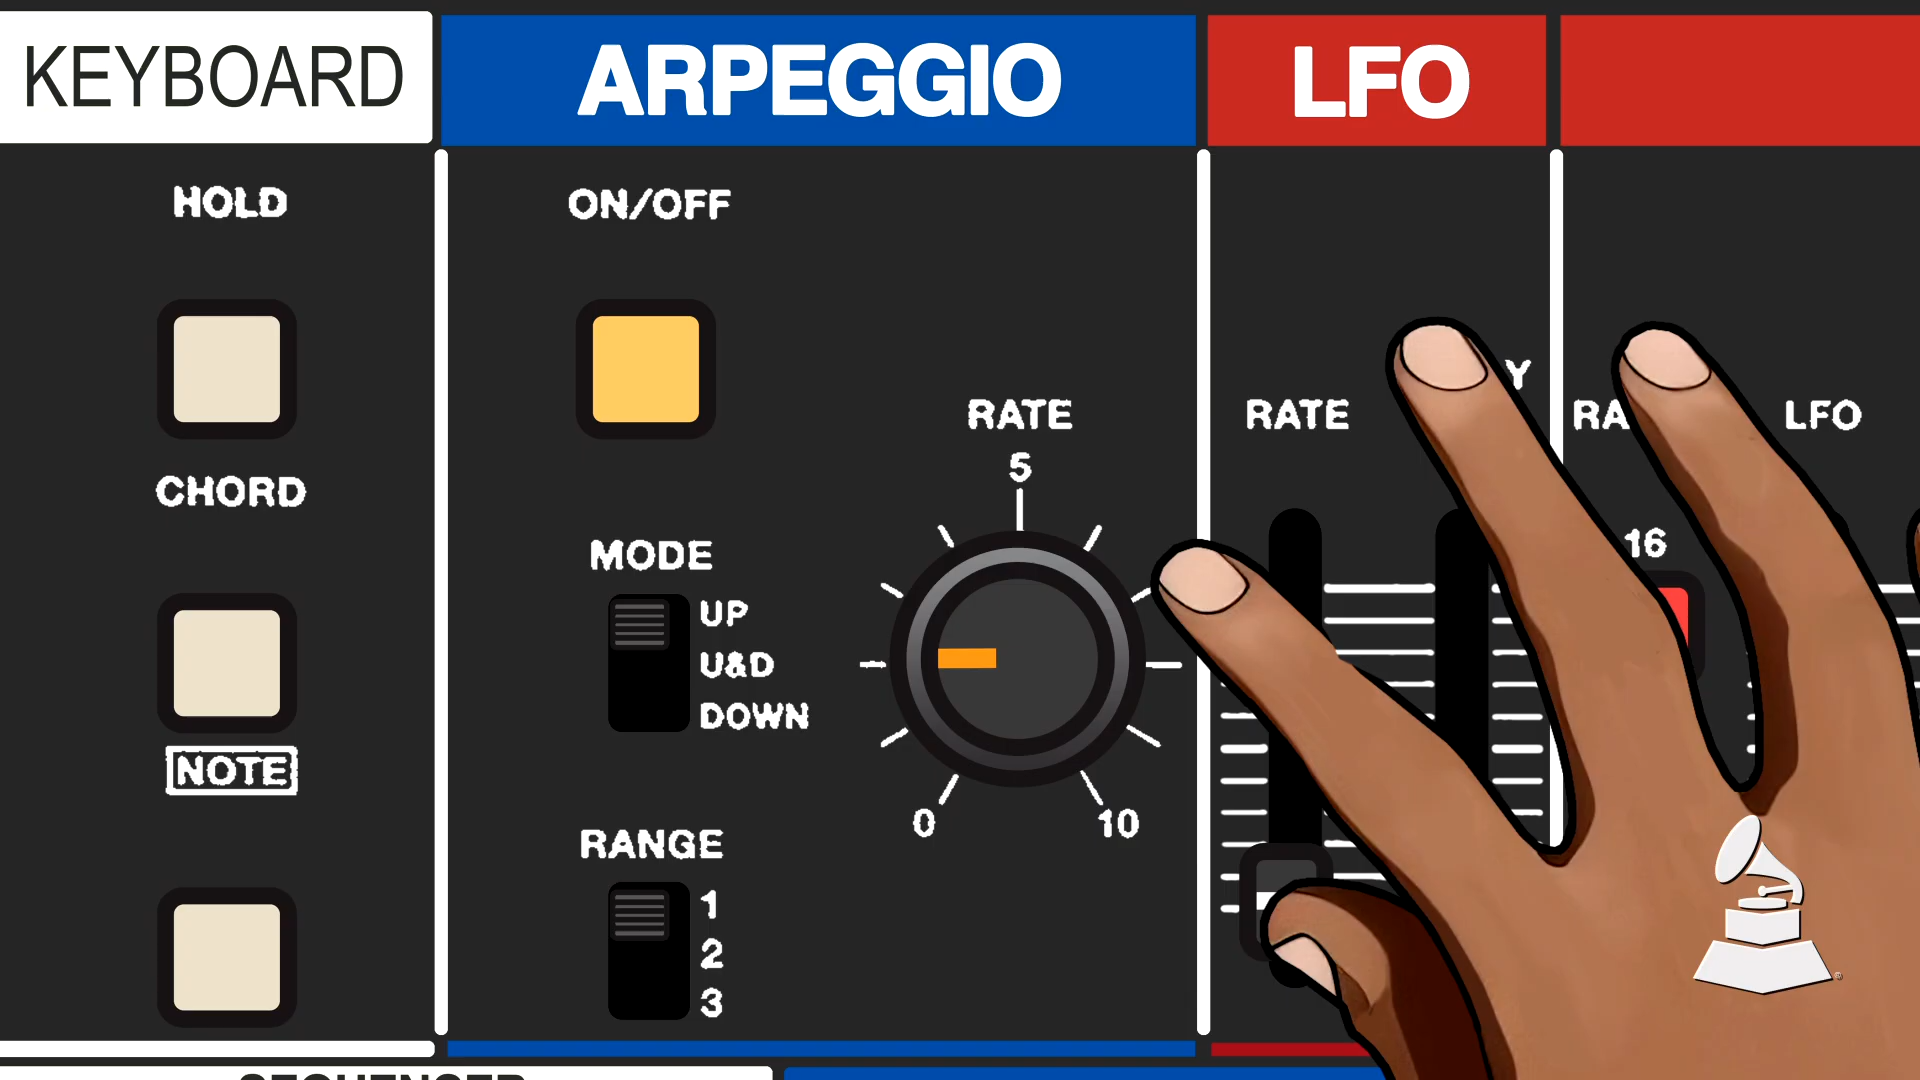 KEYBOARD
ARPEGGIO
LFO
HOLD
ON/OFF
CHORD
NOTE
MODE
UP
U&D
DOWN
RANGE
1
2
3
RATE
5
0
10
RATE
LFO
16